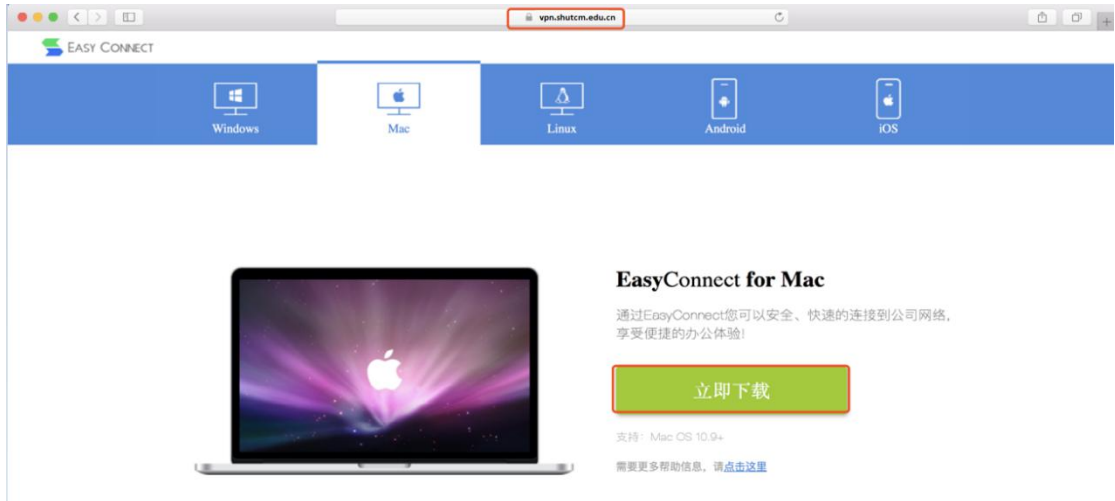 vpn.shutcm.edu.cn
EASY CONNECT
Windows
Mac
Linux
Android
iOS
EasyConnect for Mac
通过EasyConnect您可以安全、快速的连接到公司网络，
享受便捷的办公体验!
立即下载
支持：Mac OS 10.9+
需要更多帮助信息，请点击这里